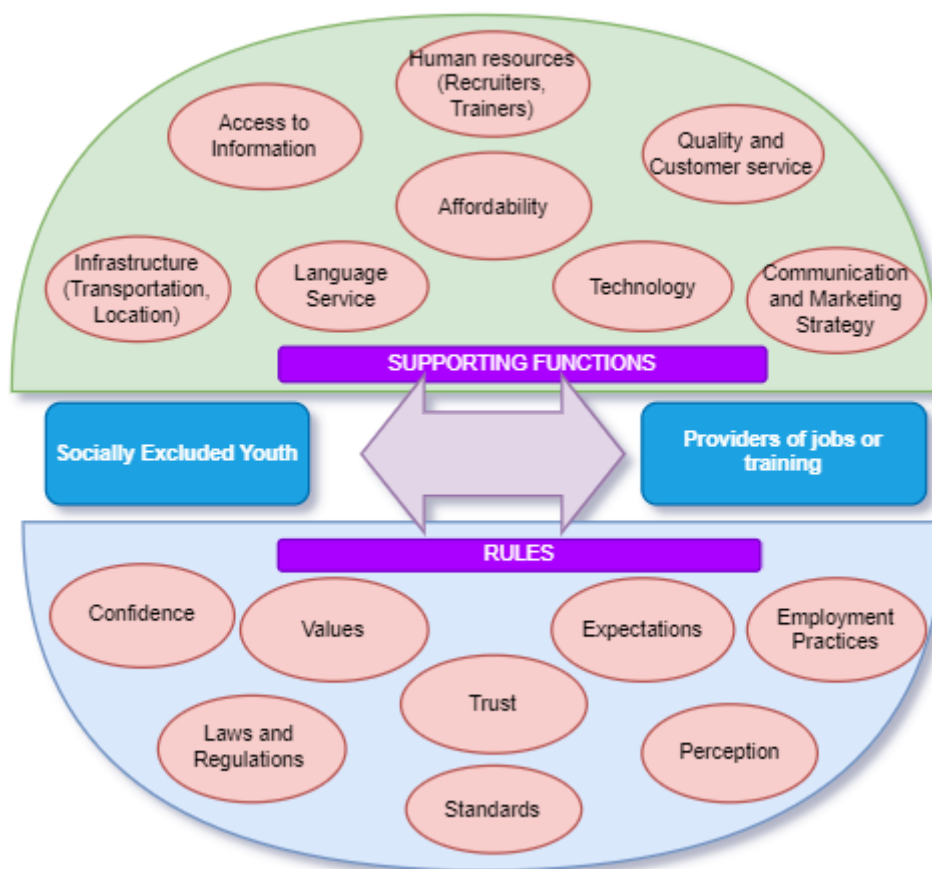 Human resources
(Recruiters,
Trainers)
Access to
Information
Quality and
Customer service
Affordability
Infrastructure
(Transportation,
Location)
Language
Service
Technology
Communication
and Marketing
Strategy
SUPPORTING FUNCTIONS
Socially Excluded Youth
Providers of jobs or
training
RULES
Confidence
Values
Expectations
Employment
Practices
Trust
Laws and
Regulations
Perception
Standards